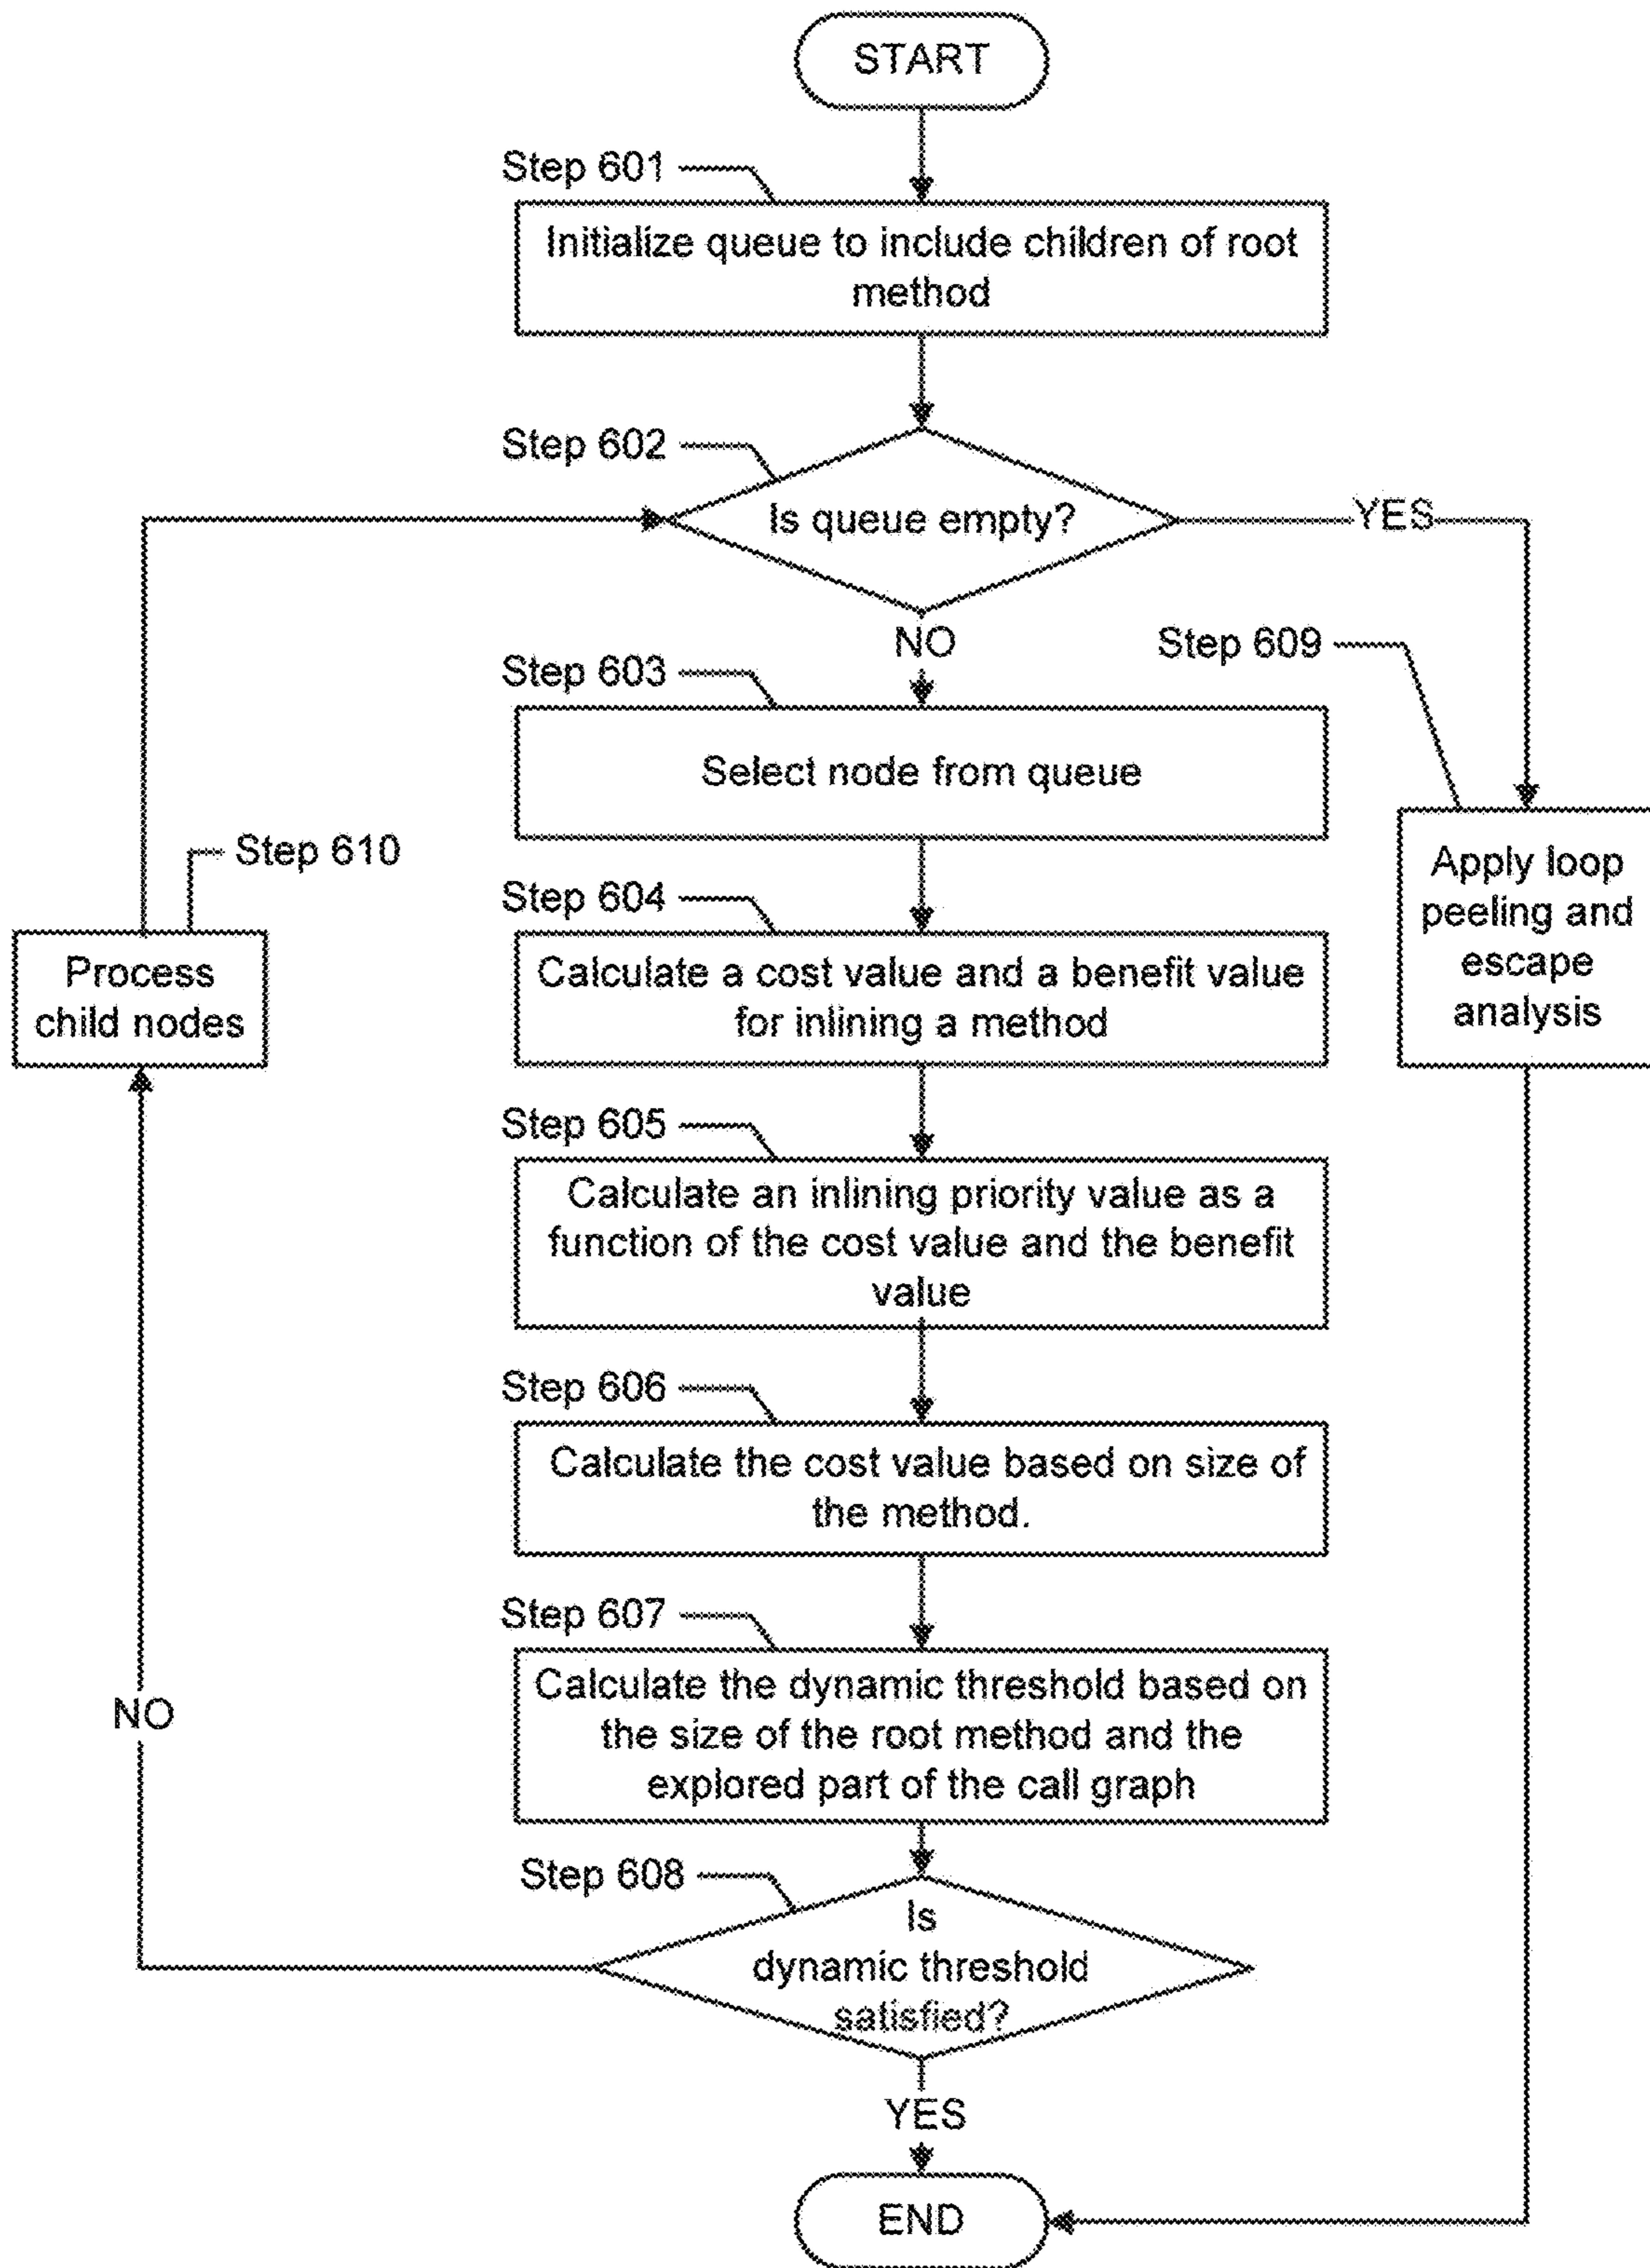 START
Step 601
Initialize queue to include children of root
method
Step 602
Is queue empty?
YES
NO
Step 609
Step 603
Select node from queue
Step 610
Apply loop
peeling and
escape
analysis
Step 604
Process
child nodes
Calculate a cost value and a benefit value
for inlining a method
Step 605
Calculate an inlining priority value as a
function of the cost value and the benefit
value
Step 606
Calculate the cost value based on size of
the method.
Step 607
Calculate the dynamic threshold based on
the size of the root method and the
explored part of the call graph
NO
Step 608
Is
dynamic threshold
satisfied?
YES
END